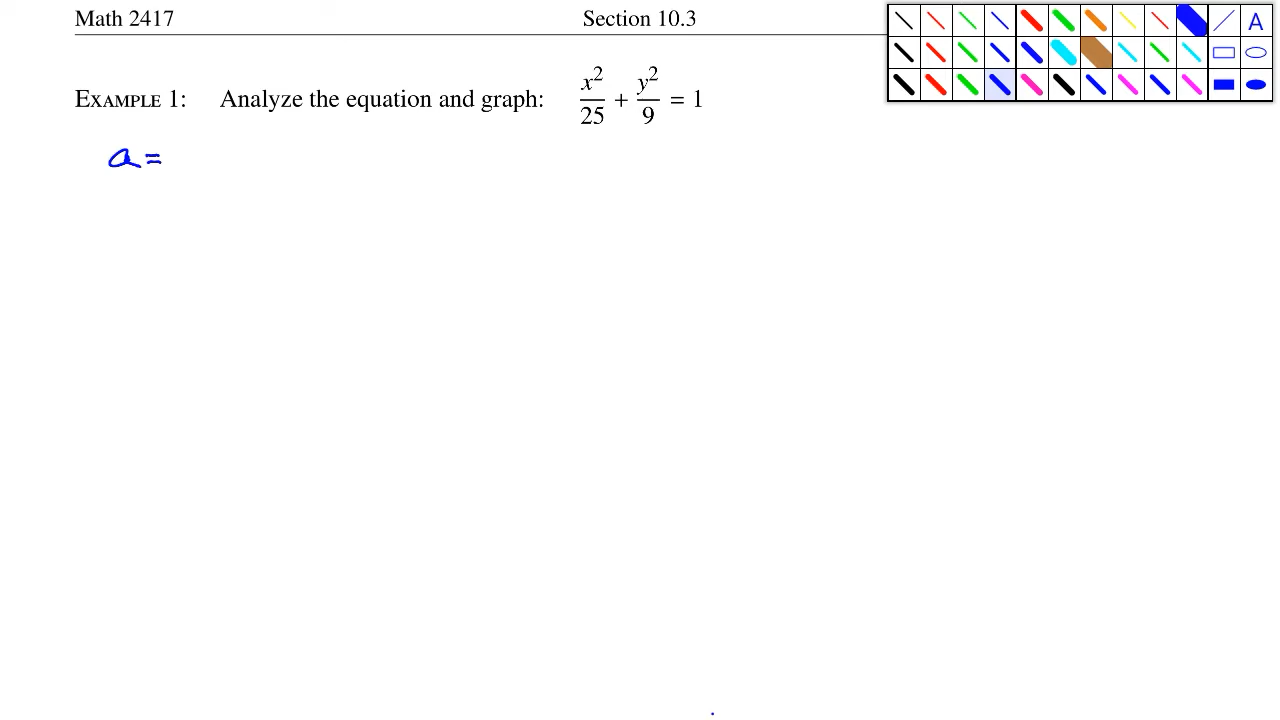 Math 2417 Section 10.3
EXAMPLE 1: Analyze the equation and graph: x²/25 + y²/9 = 1
a =
A